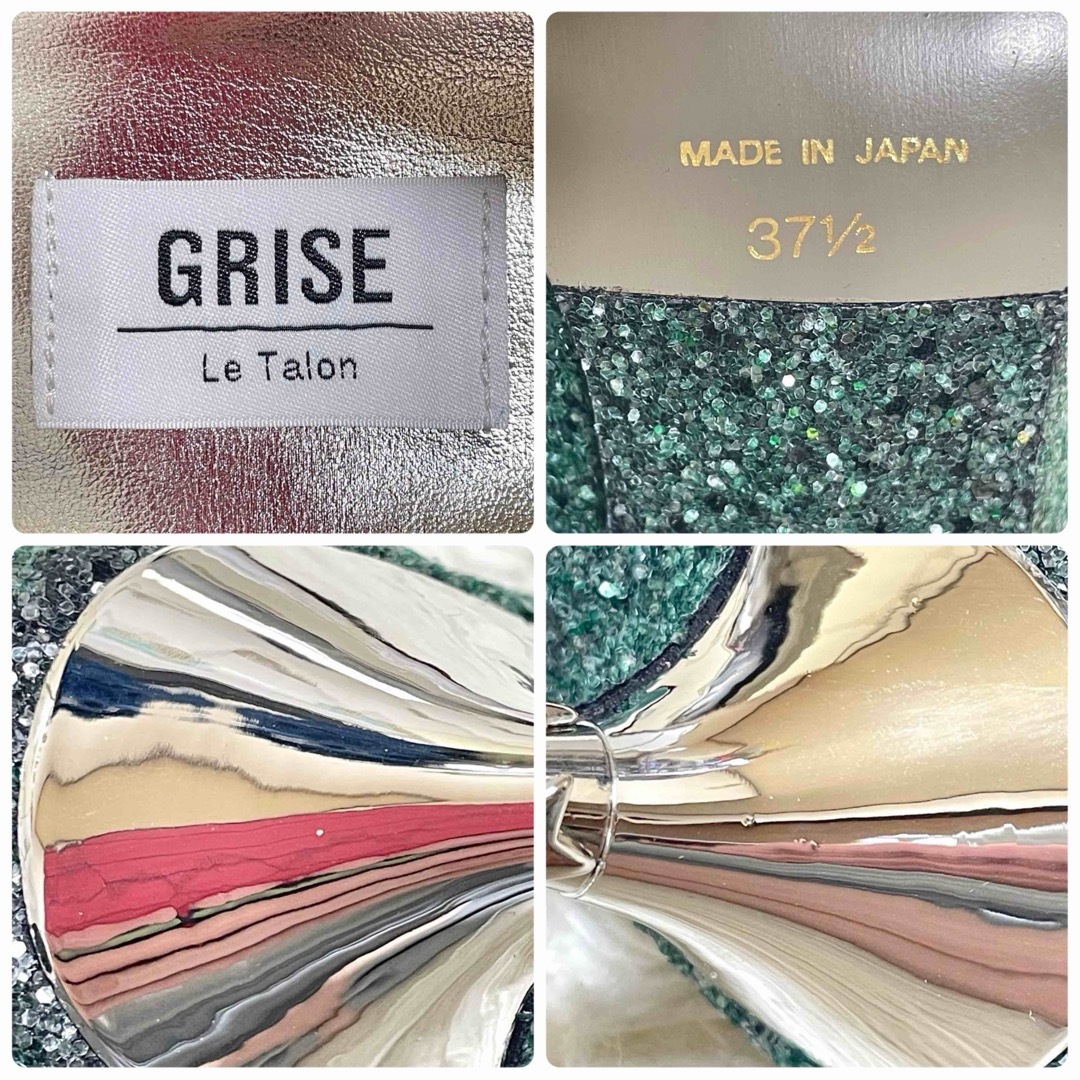 GRISE
Le Talon
MADE IN JAPAN
37½